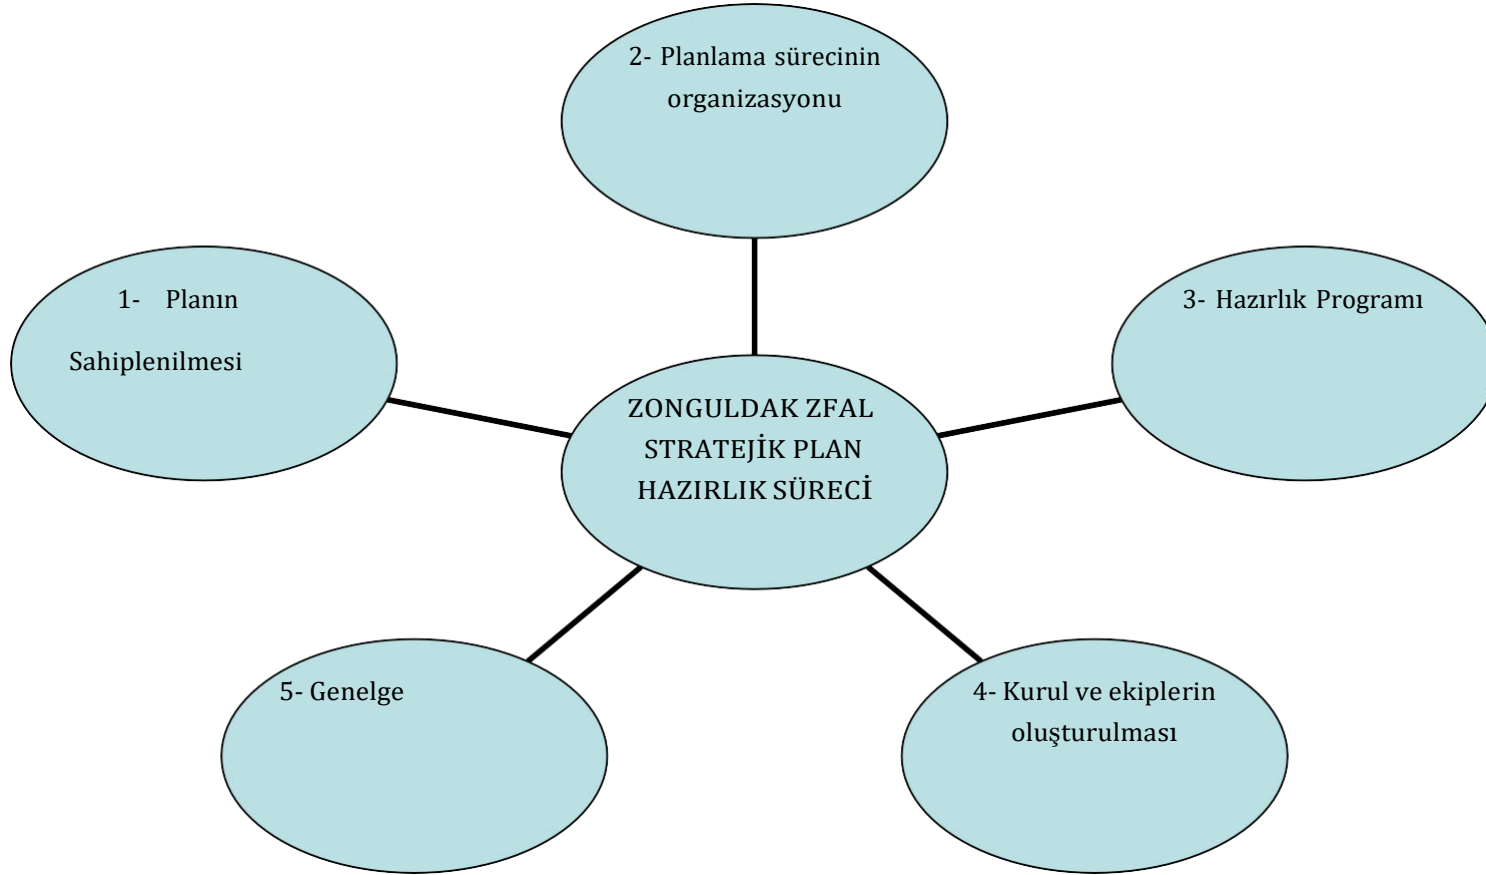 2- Planlama sürecinin
organizasyonu
1- Planın
Sahiplenilmesi
3- Hazırlık Programı
ZONGULDAK ZFAL
STRATEJİK PLAN
HAZIRLIK SÜRECİ
5- Genelge
4- Kurul ve ekiplerin
oluşturulması